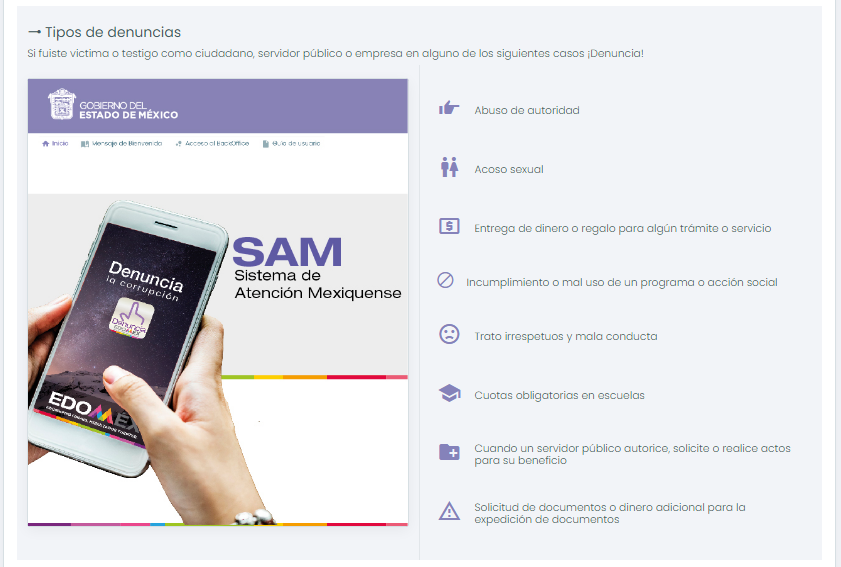 Tipos de denuncias
Si fuiste victima o testigo como ciudadano, servidor público o empresa en alguno de los siguientes casos ¡Denuncia!
GOBIERNO DEL
ESTADO DE MÉXICO
Inicio Mensaje de Bienvenida Acceso al BackOffice Guía de usuario
Denuncia
la corrupción
Denuncia
EDOMÉX
SAM
Sistema de
Atención Mexiquense
EDOMÉX
Abuso de autoridad
Acoso sexual
Entrega de dinero o regalo para algún trámite o servicio
Incumplimiento o mal uso de un programa o acción social
Trato irrespetuos y mala conducta
Cuotas obligatorias en escuelas
Cuando un servidor público autorice, solicite o realice actos
para su beneficio
Solicitud de documentos o dinero adicional para la
expedición de documentos